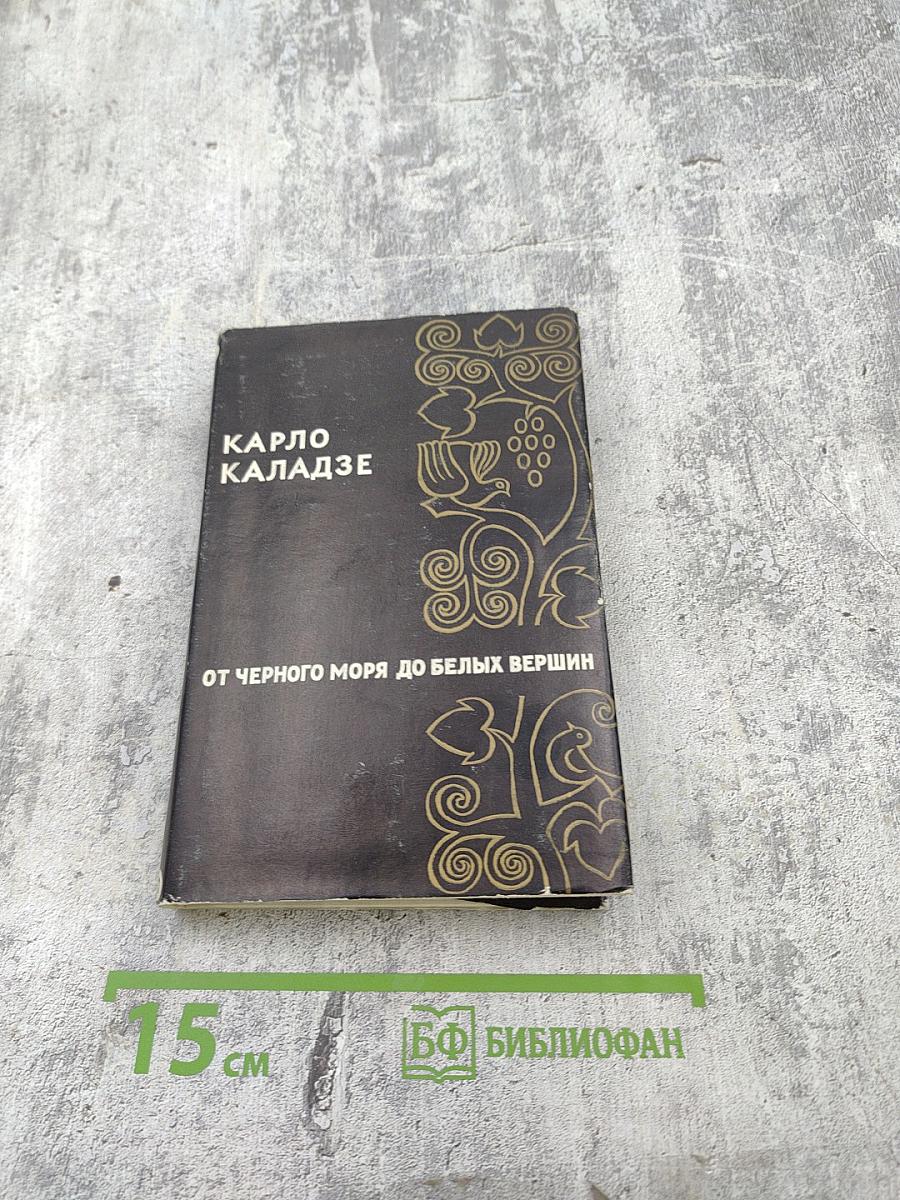 КАРЛО
КАЛАДЗЕ
ОТ ЧЕРНОГО МОРЯ ДО БЕЛЫХ ВЕРШИН
15 см
БФ БИБЛИОФАН